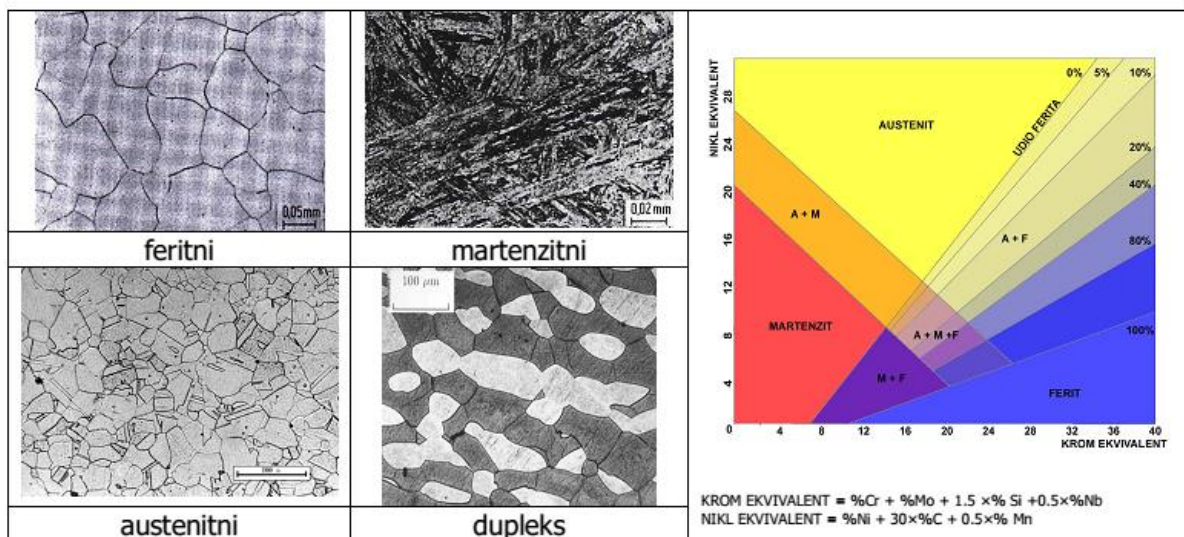 0,05mm
0,02mm
feritni
martenzitni
100 μm
austenitni
dupleks
NIKL EKVIVALENT
28
24
20
16
12
8
4
0
4
8
12
16
20
24
28
32
36
40
KROM EKVIVALENT
AUSTENIT
UDIO FERITA
0%
5%
10%
20%
40%
80%
100%
A + M
A + F
MARTENZIT
A + M +F
M + F
FERIT
KROM EKVIVALENT = %Cr + %Mo + 1.5 ×% Si +0.5×%Nb
NIKL EKVIVALENT = %Ni + 30×%C + 0.5×% Mn